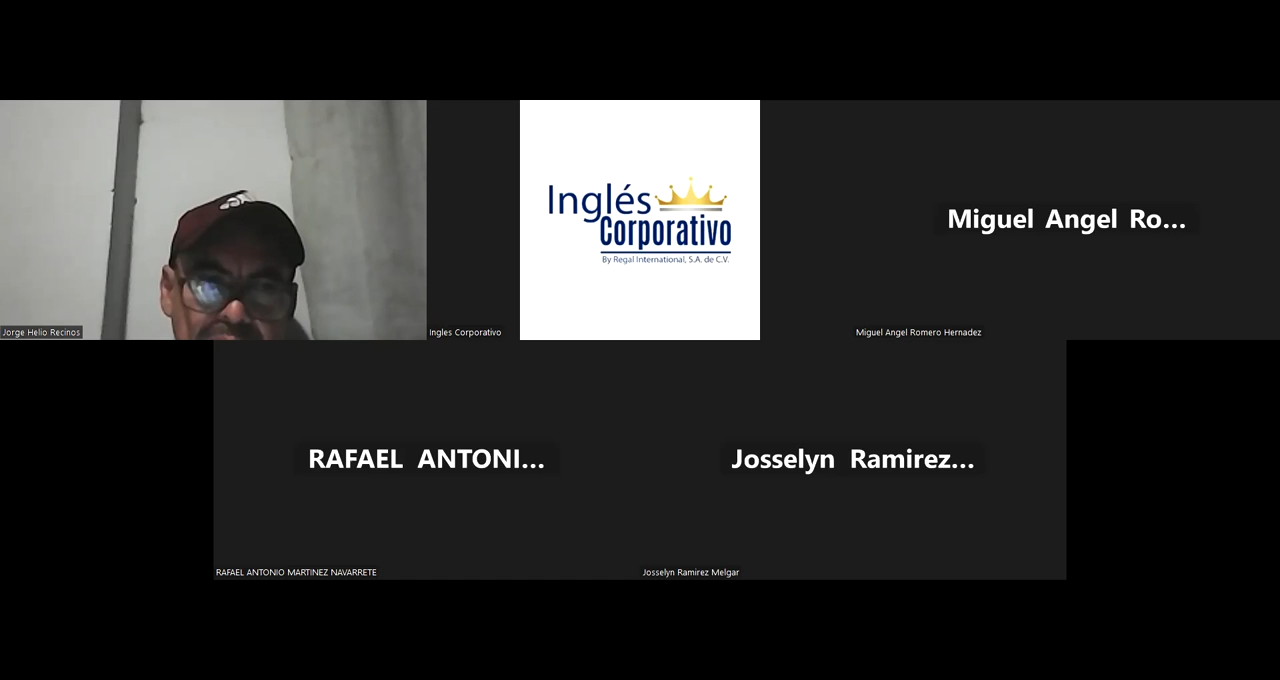 Inglés
Corporativo
By Regal International, S.A. de C.V.
Miguel Angel Ro...
Jorge Helio Recinos
Ingles Corporativo
Miguel Angel Romero Hernadez
RAFAEL ANTONI...
Josselyn Ramirez...
RAFAEL ANTONIO MARTINEZ NAVARRETE
Josselyn Ramirez Melgar